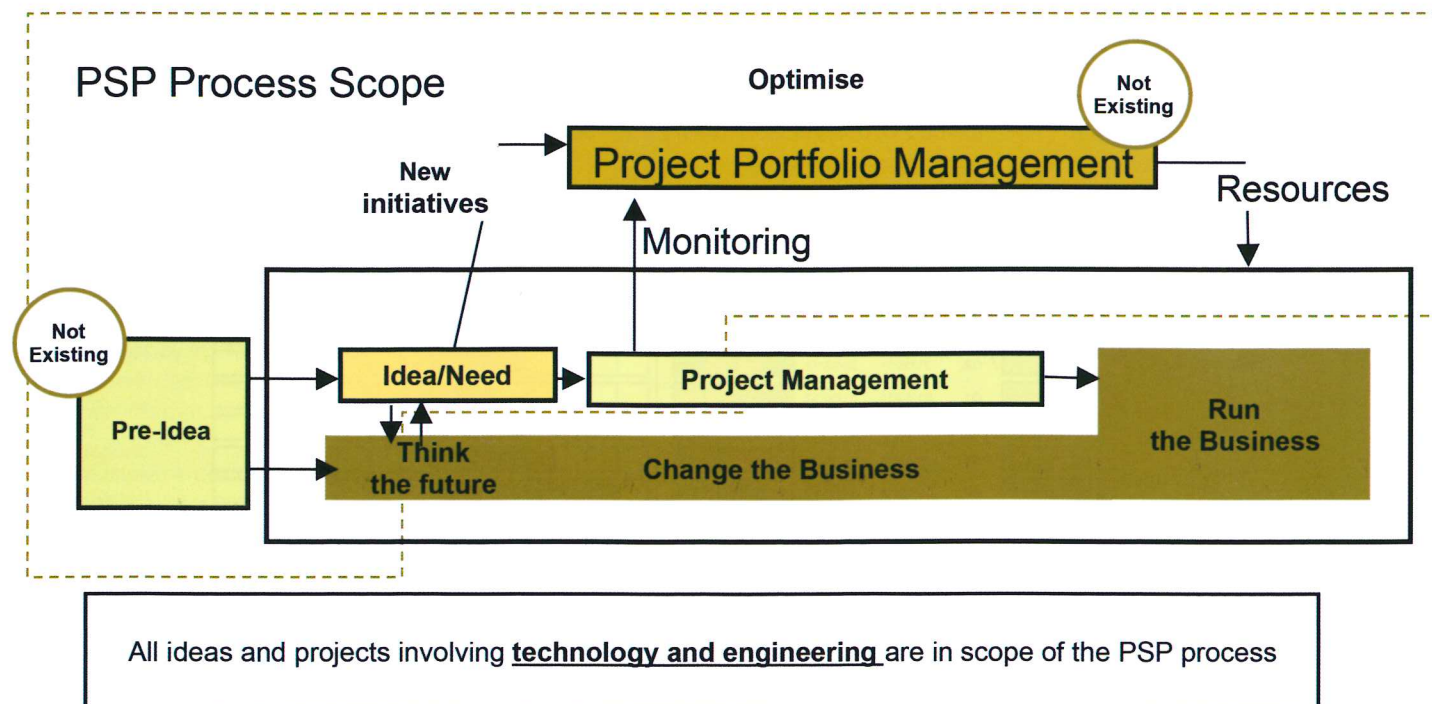 PSP Process Scope
Optimise
Not
Existing
Project Portfolio Management
New
initiatives
Resources
Monitoring
Not
Existing
Idea/Need
Project Management
Pre-Idea
Run
the Business
Think
the future
Change the Business
All ideas and projects involving technology and engineering are in scope of the PSP process